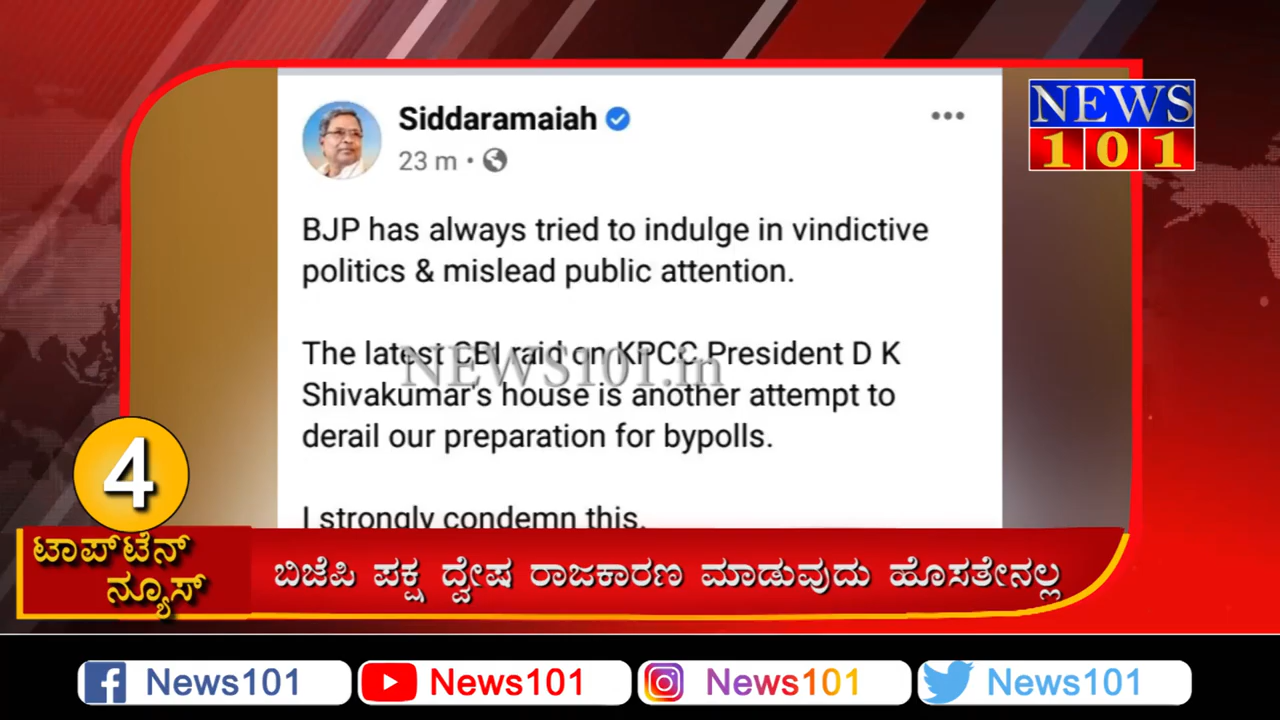 Siddaramaiah
23 m
NEWS
101
BJP has always tried to indulge in vindictive
politics & mislead public attention.
The latest CBI raid on KPCC President D K
Shivakumar's house is another attempt to
derail our preparation for bypolls.
NEWS101.in
I strongly condemn this.
4
ಟಾಪ್‌ಟೆನ್
ನ್ಯೂಸ್
ಬಿಜೆಪಿ ಪಕ್ಷ ದ್ವೇಷ ರಾಜಕಾರಣ ಮಾಡುವುದು ಹೊಸತೇನಲ್ಲ
News101 News101 News101 News101